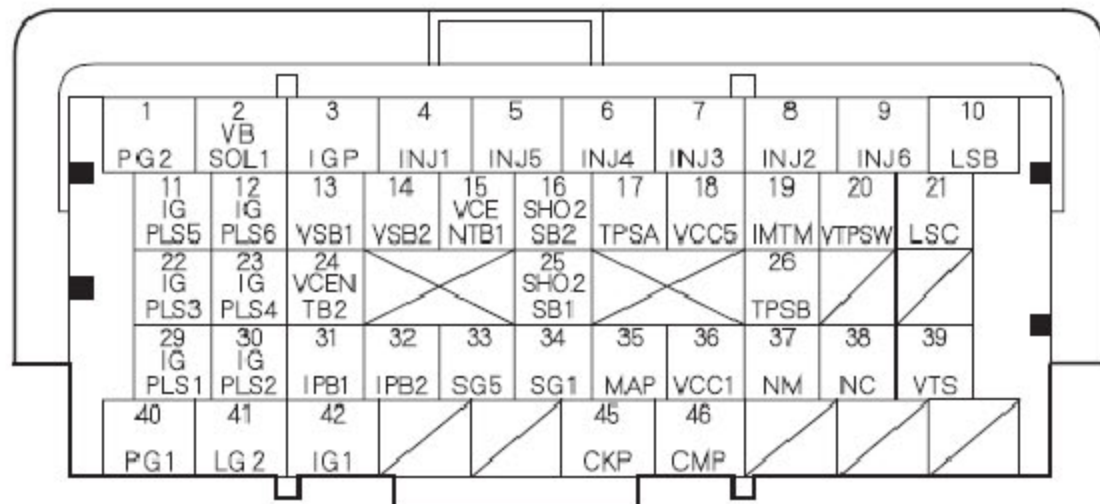 1 2 3 4 5 6 7 8 9 10
VB
PG2 SOL1 IGP INJ1 INJ5 INJ4 INJ3 INJ2 INJ6 LSB
11 12 13 14 15 16 17 18 19 20 21
IG IG VCE SHO2
PLS5 PLS6 VSB1 VSB2 NTB1 SB2 TPSA VCC5 IMTM VTPSW LSC
22 23 24 25 26
IG IG VCEN SHO2
PLS3 PLS4 TB2 SB1 TPSB
29 30 31 32 33 34 35 36 37 38 39
IG IG
PLS1 PLS2 IPB1 IPB2 SG5 SG1 MAP VCC1 NM NC VTS
40 41 42 45 46
PG1 LG2 IG1 CKP CMP